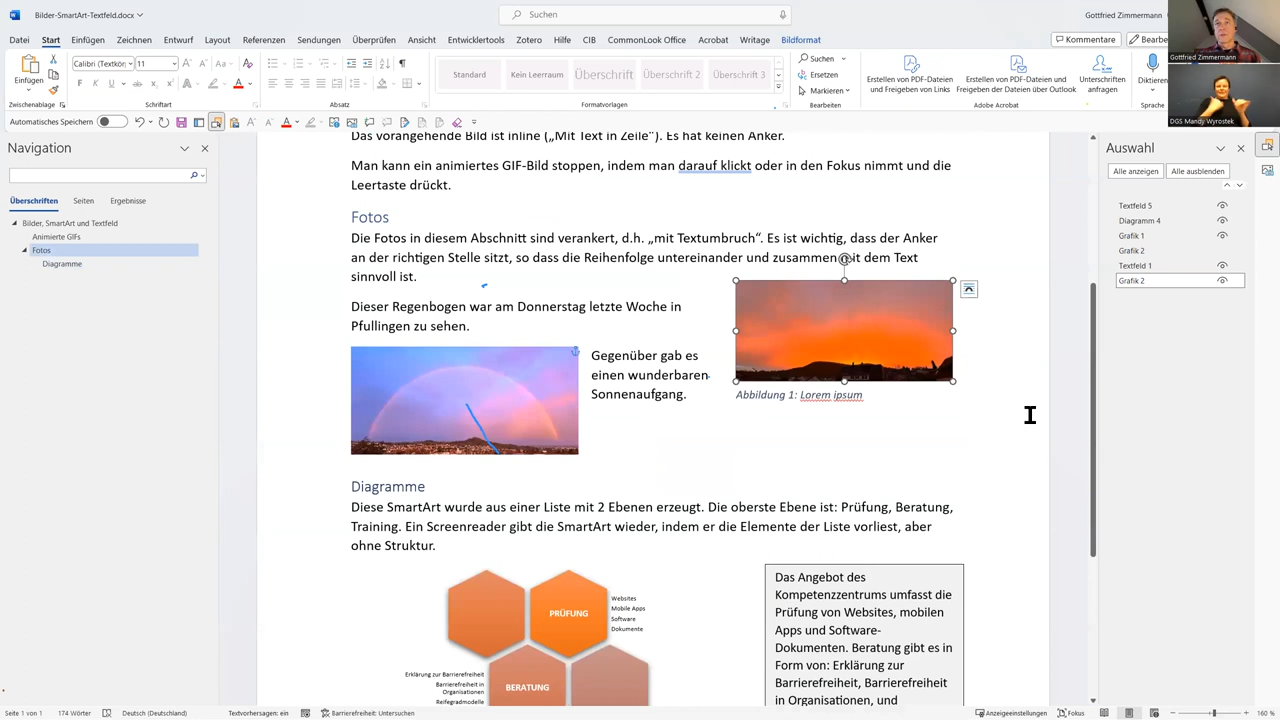 Bilder-SmartArt-Textfeld.docx
Suchen
Gottfried Zimmermann
Datei Start Einfügen Zeichnen Entwurf Layout Referenzen Sendungen Überprüfen Ansicht Entwicklertools Hilfe CIB CommonLook Office Acrobat Writage Bildformat
Kommentare
Einfügen
Calibri (Textkör 11
Standard Kein Leerraum Überschrift Überschrift 2 Überschrift
Suchen
Ersetzen
Markieren
Erstellen von PDF-Dateien und Freigeben von Links
Erstellen von PDF-Dateien und Freigeben der Dateien über Outlook
Unterschriften anfragen
Diktieren
Zwischenablage Schriftart Absatz Formatvorlagen Bearbeiten Adobe Acrobat Sprache
Gottfried Zimmermann
DGS Mandy Wyrostek
Automatisches Speichern
Navigation
Überschriften Seiten Ergebnisse
Bilder, SmartArt und Textfeld
Animierte GIFs
Fotos
Diagramme
Das vorangehende Bild ist inline („Mit Text in Zeile“). Es hat keinen Anker.
Man kann ein animiertes GIF-Bild stoppen, indem man darauf klickt oder in den Fokus nimmt und die
Leertaste drückt.
Fotos
Die Fotos in diesem Abschnitt sind verankert, d.h. „mit Textumbruch“. Es ist wichtig, dass der Anker
an der richtigen Stelle sitzt, so dass die Reihenfolge untereinander und zusammen mit dem Text
sinnvoll ist.
Dieser Regenbogen war am Donnerstag letzte Woche in
Pfullingen zu sehen.
Gegenüber gab es
einen wunderbaren
Sonnenaufgang.
Abbildung 1: Lorem ipsum
Diagramme
Diese SmartArt wurde aus einer Liste mit 2 Ebenen erzeugt. Die oberste Ebene ist: Prüfung, Beratung,
Training. Ein Screenreader gibt die SmartArt wieder, indem er die Elemente der Liste vorliest, aber
ohne Struktur.
PRÜFUNG
Websites
Mobile Apps
Software
Dokumente
Erklärung zur Barrierefreiheit
Barrierefreiheit in
Organisationen
Reifegradmodelle
BERATUNG
Das Angebot des
Kompetenzzentrums umfasst die
Prüfung von Websites, mobilen
Apps und Software-
Dokumenten. Beratung gibt es in
Form von: Erklärung zur
Barrierefreiheit, Barrierefreiheit
in Organisationen, und
Auswahl
Alle anzeigen Alle ausblenden
Textfeld 5
Diagramm 4
Grafik 1
Grafik 2
Textfeld 1
Grafik 2
Seite 1 von 1 174 Wörter Deutsch (Deutschland) Textvorhersagen: ein Barrierefreiheit: Untersuchen Anzeigeeinstellungen Fokus 160 %